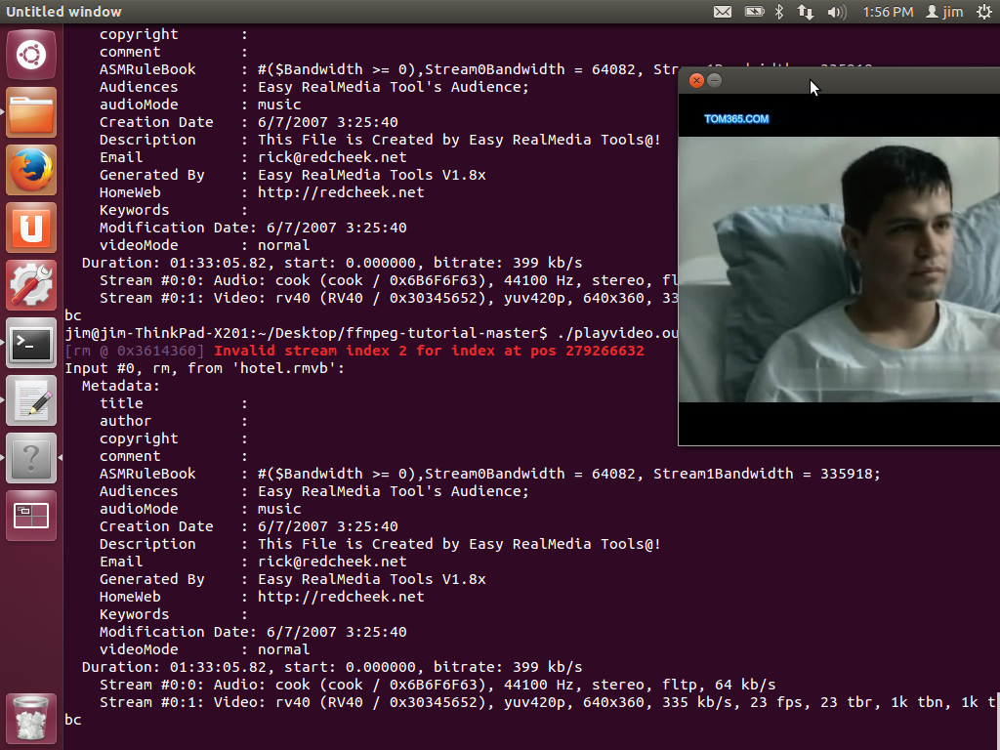 Untitled window
1:56 PM jim
copyright :
comment :
ASMRuleBook : #($Bandwidth >= 0),Stream0Bandwidth = 64082, Stre
Audiences : Easy RealMedia Tool's Audience;
audioMode : music
Creation Date : 6/7/2007 3:25:40
Description : This File is Created by Easy RealMedia Tools@!
Email : rick@redcheek.net
Generated By : Easy RealMedia Tools V1.8x
HomeWeb : http://redcheek.net
Keywords :
Modification Date: 6/7/2007 3:25:40
videoMode : normal
Duration: 01:33:05.82, start: 0.000000, bitrate: 399 kb/s
Stream #0:0: Audio: cook (cook / 0x6B6F6F63), 44100 Hz, stereo, fl
Stream #0:1: Video: rv40 (RV40 / 0x30345652), yuv420p, 640x360, 33
bc
jim@jim-ThinkPad-X201:~/Desktop/ffmpeg-tutorial-master$ ./playvideo.ou
[rm @ 0x3614360] Invalid stream index 2 for index at pos 279266632
Input #0, rm, from 'hotel.rmvb':
Metadata:
title :
author :
copyright :
comment :
ASMRuleBook : #($Bandwidth >= 0),Stream0Bandwidth = 64082, Stream1Bandwidth = 335918;
Audiences : Easy RealMedia Tool's Audience;
audioMode : music
Creation Date : 6/7/2007 3:25:40
Description : This File is Created by Easy RealMedia Tools@!
Email : rick@redcheek.net
Generated By : Easy RealMedia Tools V1.8x
HomeWeb : http://redcheek.net
Keywords :
Modification Date: 6/7/2007 3:25:40
videoMode : normal
Duration: 01:33:05.82, start: 0.000000, bitrate: 399 kb/s
Stream #0:0: Audio: cook (cook / 0x6B6F6F63), 44100 Hz, stereo, fltp, 64 kb/s
Stream #0:1: Video: rv40 (RV40 / 0x30345652), yuv420p, 640x360, 335 kb/s, 23 fps, 23 tbr, 1k tbn, 1k t
bc
TOM365.COM